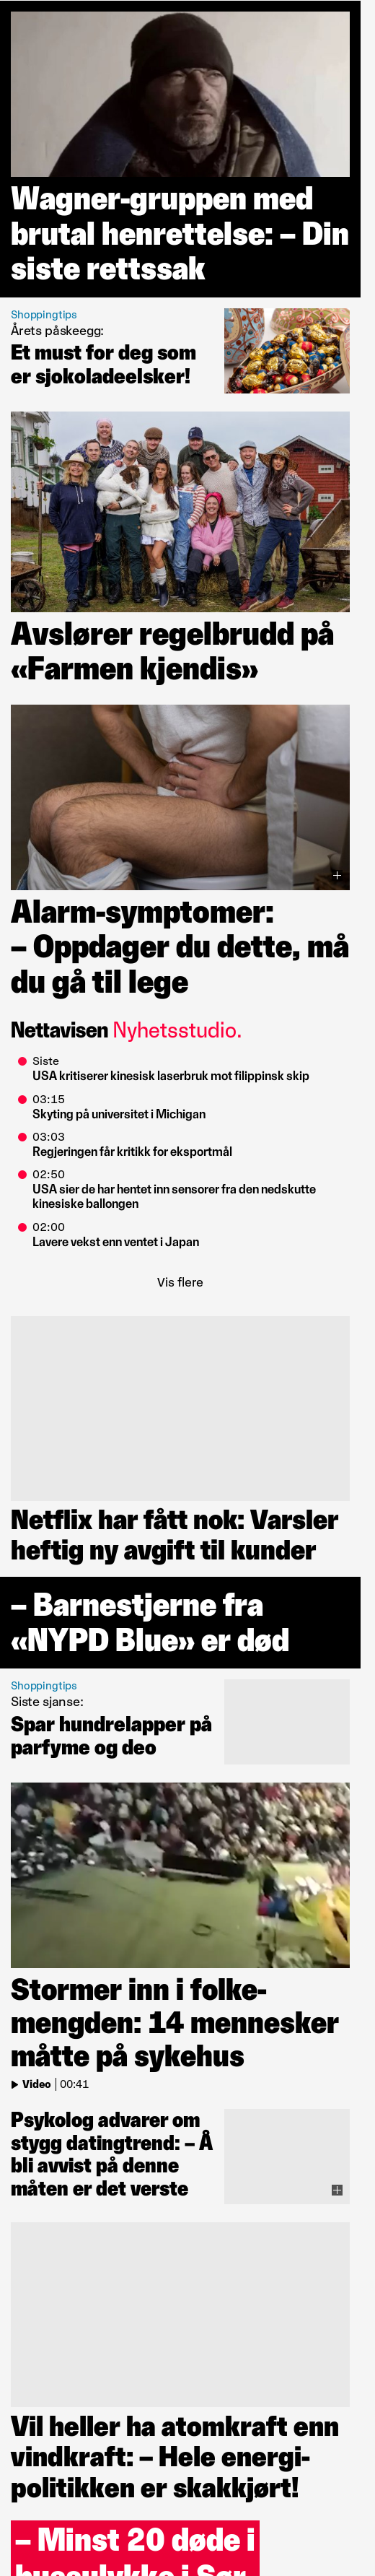 Wagner-gruppen med
brutal henrettelse: – Din
siste rettssak
Shoppingtips
Årets påskeegg:
Et must for deg som
er sjokoladeelsker!
Avslører regelbrudd på
«Farmen kjendis»
Alarm-symptomer:
– Oppdager du dette, må
du gå til lege
Nettavisen Nyhetsstudio.
Siste
USA kritiserer kinesisk laserbruk mot filippinsk skip
03:15
Skyting på universitet i Michigan
03:03
Regjeringen får kritikk for eksportmål
02:50
USA sier de har hentet inn sensorer fra den nedskutte
kinesiske ballongen
02:00
Lavere vekst enn ventet i Japan
Vis flere
Netflix har fått nok: Varsler
heftig ny avgift til kunder
– Barnestjerne fra
«NYPD Blue» er død
Shoppingtips
Siste sjanse:
Spar hundrelapper på
parfyme og deo
Stormer inn i folke-
mengden: 14 mennesker
måtte på sykehus
Video | 00:41
Psykolog advarer om
stygg datingtrend: – Å
bli avvist på denne
måten er det verste
Vil heller ha atomkraft enn
vindkraft: – Hele energi-
politikken er skakkjørt!
– Minst 20 døde i
bussulykke i Sør-